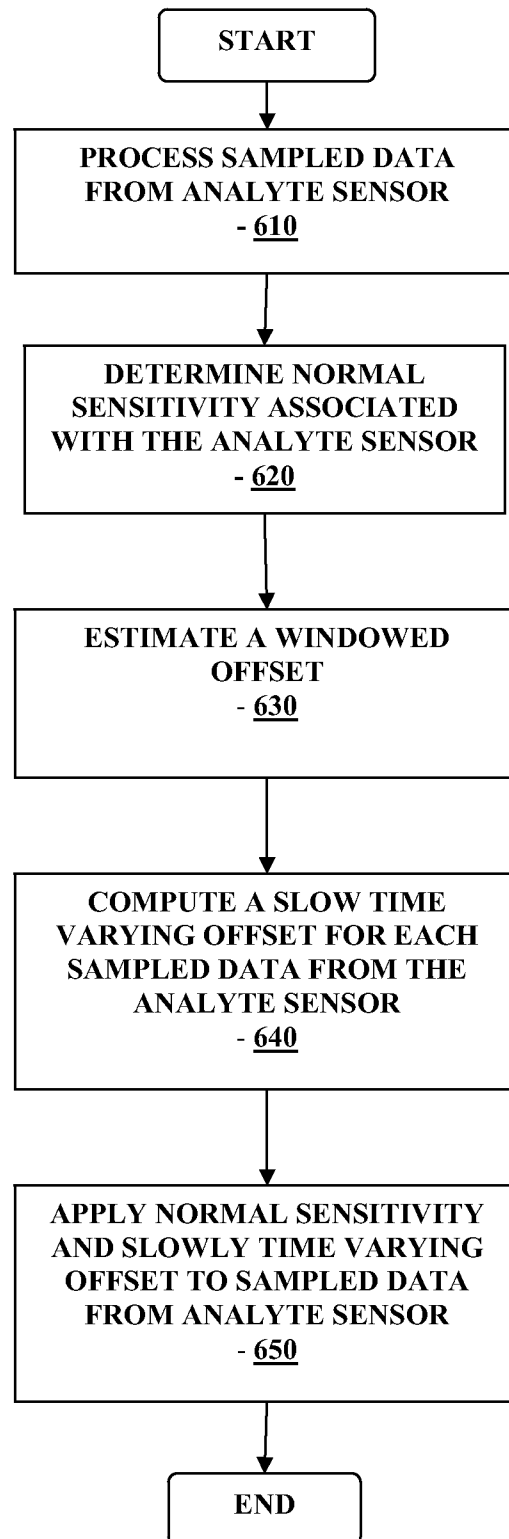 START
PROCESS SAMPLED DATA
FROM ANALYTE SENSOR
- 610
DETERMINE NORMAL
SENSITIVITY ASSOCIATED
WITH THE ANALYTE SENSOR
- 620
ESTIMATE A WINDOWED
OFFSET
- 630
COMPUTE A SLOW TIME
VARYING OFFSET FOR EACH
SAMPLED DATA FROM THE
ANALYTE SENSOR
- 640
APPLY NORMAL SENSITIVITY
AND SLOWLY TIME VARYING
OFFSET TO SAMPLED DATA
FROM ANALYTE SENSOR
- 650
END